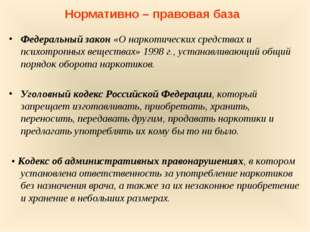 Нормативно – правовая база
• Федеральный закон «О наркотических средствах и
психотропных веществах» 1998 г., устанавливающий общий
порядок оборота наркотиков.
• Уголовный кодекс Российской Федерации, который
запрещает изготавливать, приобретать, хранить,
переносить, передавать другим, продавать наркотики и
предлагать употреблять их кому бы то ни было.
• Кодекс об административных правонарушениях, в котором
установлена ответственность за употребление наркотиков
без назначения врача, а также за их незаконное приобретение
и хранение в небольших размерах.